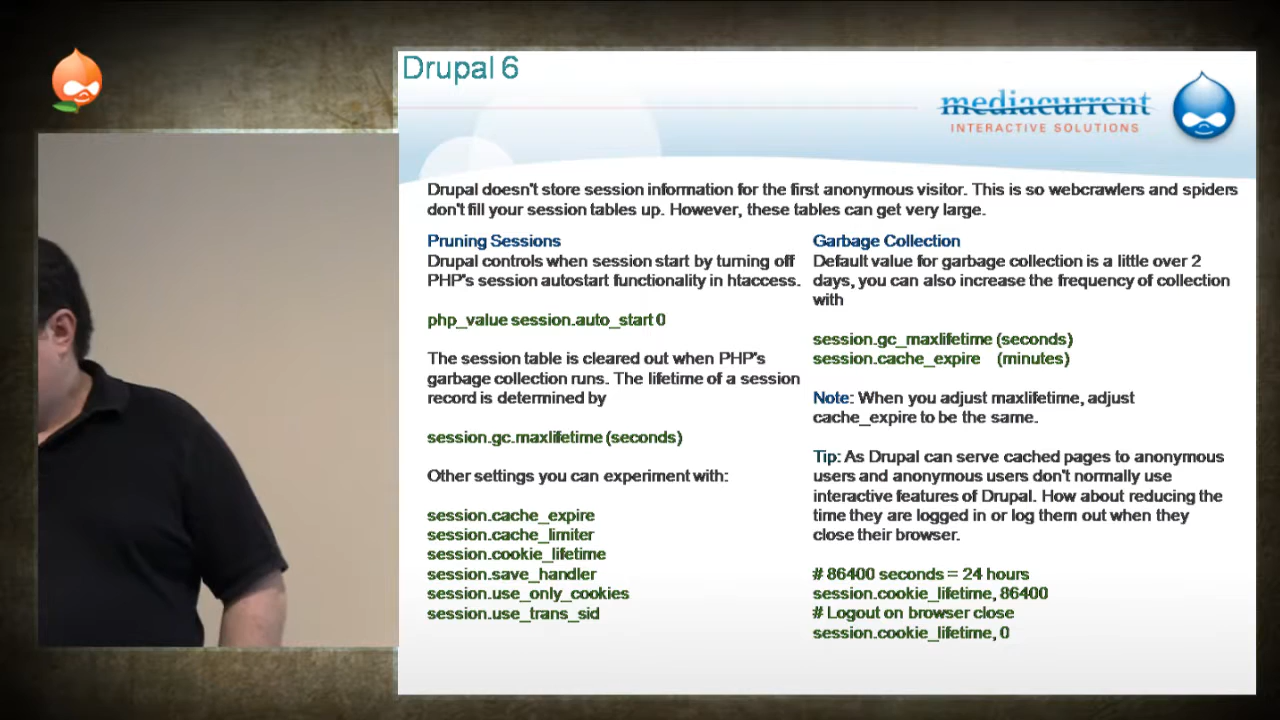 Drupal 6
mediacurrent
INTERACTIVE SOLUTIONS
Drupal doesn't store session information for the first anonymous visitor. This is so webcrawlers and spiders
don't fill your session tables up. However, these tables can get very large.
Pruning Sessions
Drupal controls when session start by turning off
PHP's session autostart functionality in htaccess.
php_value session.auto_start 0
The session table is cleared out when PHP's
garbage collection runs. The lifetime of a session
record is determined by
session.gc.maxlifetime (seconds)
Other settings you can experiment with:
session.cache_expire
session.cache_limiter
session.cookie_lifetime
session.save_handler
session.use_only_cookies
session.use_trans_sid
Garbage Collection
Default value for garbage collection is a little over 2
days, you can also increase the frequency of collection
with
session.gc_maxlifetime (seconds)
session.cache_expire (minutes)
Note: When you adjust maxlifetime, adjust
cache_expire to be the same.
Tip: As Drupal can serve cached pages to anonymous
users and anonymous users don't normally use
interactive features of Drupal. How about reducing the
time they are logged in or log them out when they
close their browser.
# 86400 seconds = 24 hours
session.cookie_lifetime, 86400
# Logout on browser close
session.cookie_lifetime, 0